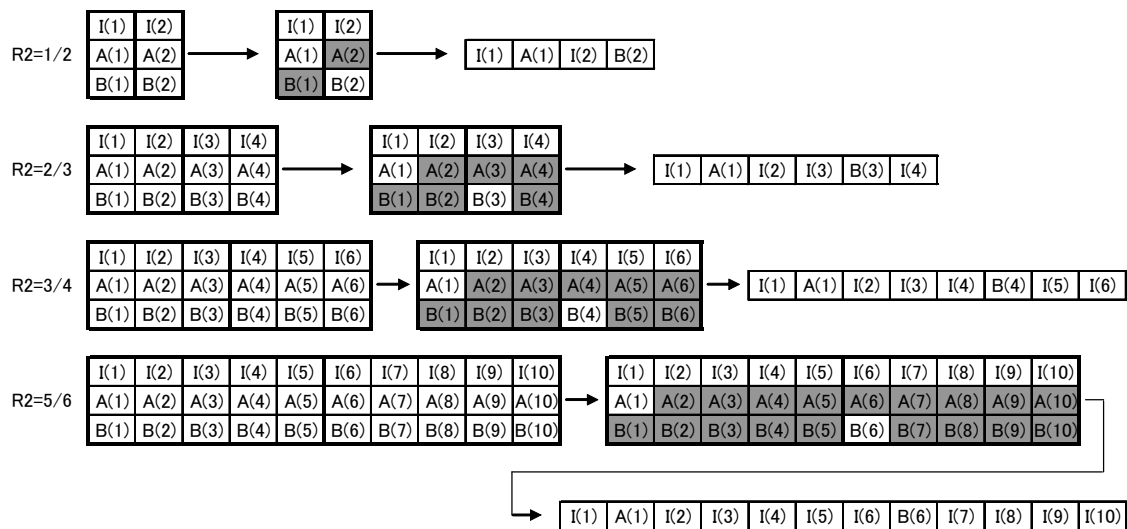 I(1) I(2) I(1) I(2)
R2=1/2 A(1) A(2) A(1) A(2) I(1) A(1) I(2) B(2)
B(1) B(2) B(1) B(2)
I(1) I(2) I(3) I(4) I(1) I(2) I(3) I(4)
R2=2/3 A(1) A(2) A(3) A(4) A(1) A(2) A(3) A(4) I(1) A(1) I(2) I(3) B(3) I(4)
B(1) B(2) B(3) B(4) B(1) B(2) B(3) B(4)
I(1) I(2) I(3) I(4) I(5) I(6) I(1) I(2) I(3) I(4) I(5) I(6)
R2=3/4 A(1) A(2) A(3) A(4) A(5) A(6) A(1) A(2) A(3) A(4) A(5) A(6) I(1) A(1) I(2) I(3) I(4) B(4) I(5) I(6)
B(1) B(2) B(3) B(4) B(5) B(6) B(1) B(2) B(3) B(4) B(5) B(6)
I(1) I(2) I(3) I(4) I(5) I(6) I(7) I(8) I(9) I(10) I(1) I(2) I(3) I(4) I(5) I(6) I(7) I(8) I(9) I(10)
R2=5/6 A(1) A(2) A(3) A(4) A(5) A(6) A(7) A(8) A(9) A(10) A(1) A(2) A(3) A(4) A(5) A(6) A(7) A(8) A(9) A(10)
B(1) B(2) B(3) B(4) B(5) B(6) B(7) B(8) B(9) B(10) B(1) B(2) B(3) B(4) B(5) B(6) B(7) B(8) B(9) B(10)
I(1) A(1) I(2) I(3) I(4) I(5) I(6) B(6) I(7) I(8) I(9) I(10)